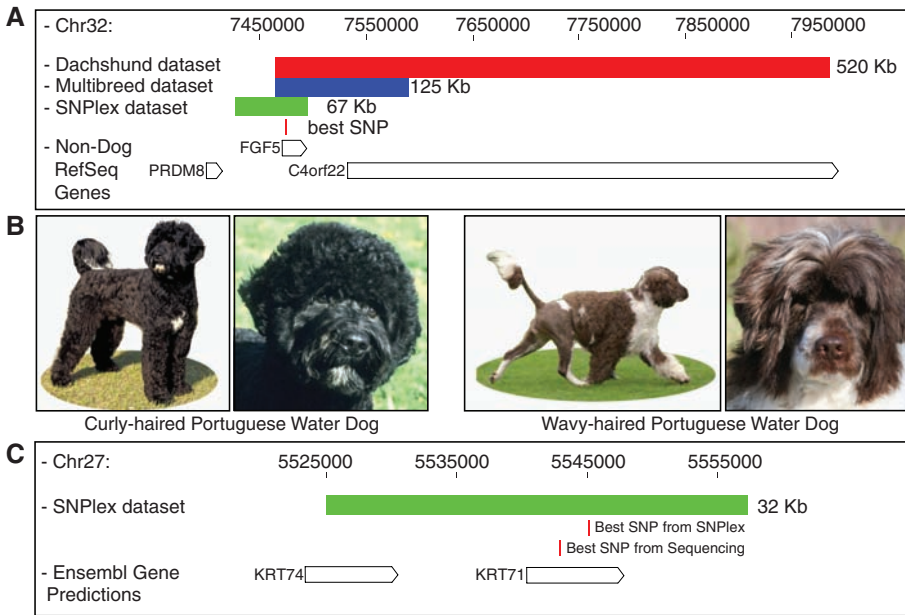 A
- Chr32: 7450000 7550000 7650000 7750000 7850000 7950000
- Dachshund dataset 520 Kb
- Multibreed dataset 125 Kb
- SNPlex dataset 67 Kb
best SNP
- Non-Dog FGF5
RefSeq PRDM8 C4orf22
Genes
B
Curly-haired Portuguese Water Dog Wavy-haired Portuguese Water Dog
C
- Chr27: 5525000 5535000 5545000 5555000
- SNPlex dataset 32 Kb
Best SNP from SNPlex
Best SNP from Sequencing
- Ensembl Gene KRT74 KRT71
Predictions